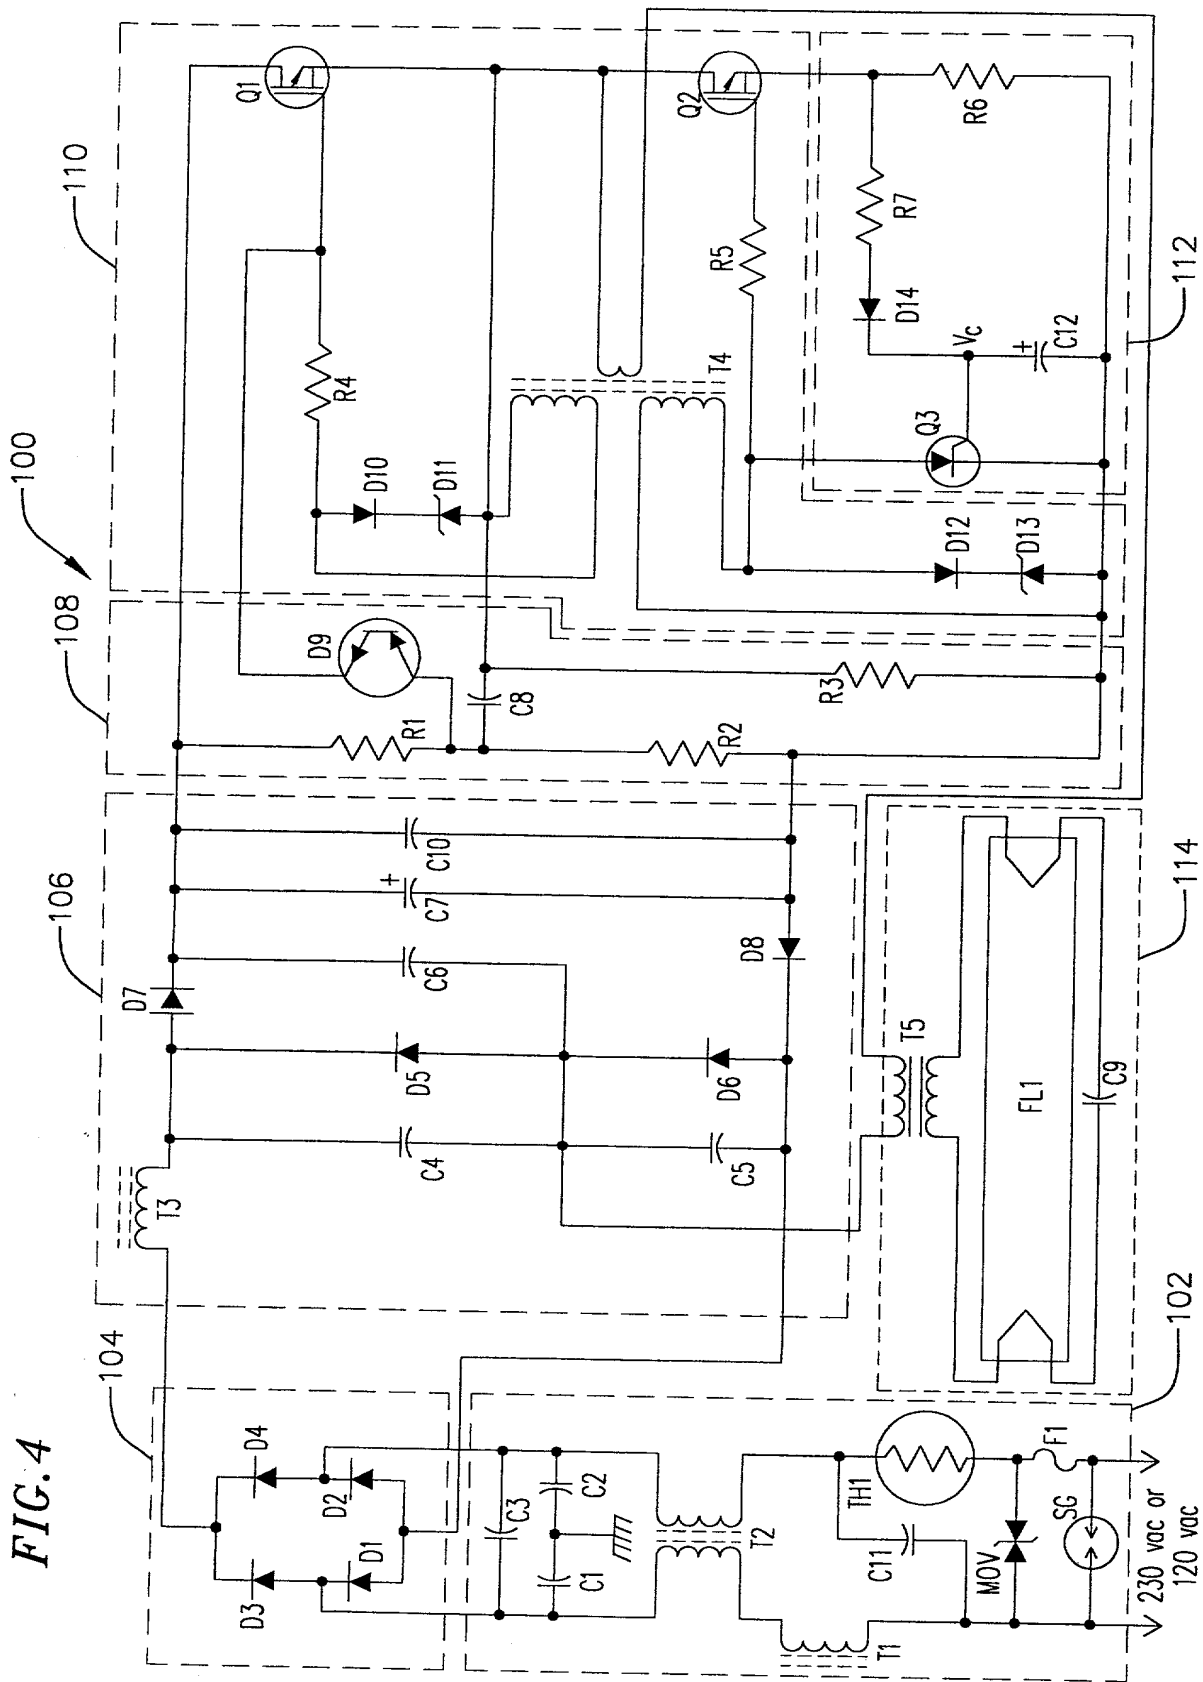 FIG. 4
100
102
230 vac or
120 vac
F1
SG
MOV
TH1
C11
T1
T2
C1
C2
C3
104
D1
D2
D3
D4
106
T3
C4
C5
D5
D6
D7
C6
C7
+
C10
D8
108
R1
R2
D9
C8
R3
110
D10
D11
R4
Q1
T4
D12
D13
R5
Q2
112
Q3
Vc
C12
+
D14
R7
R6
114
T5
FL1
C9